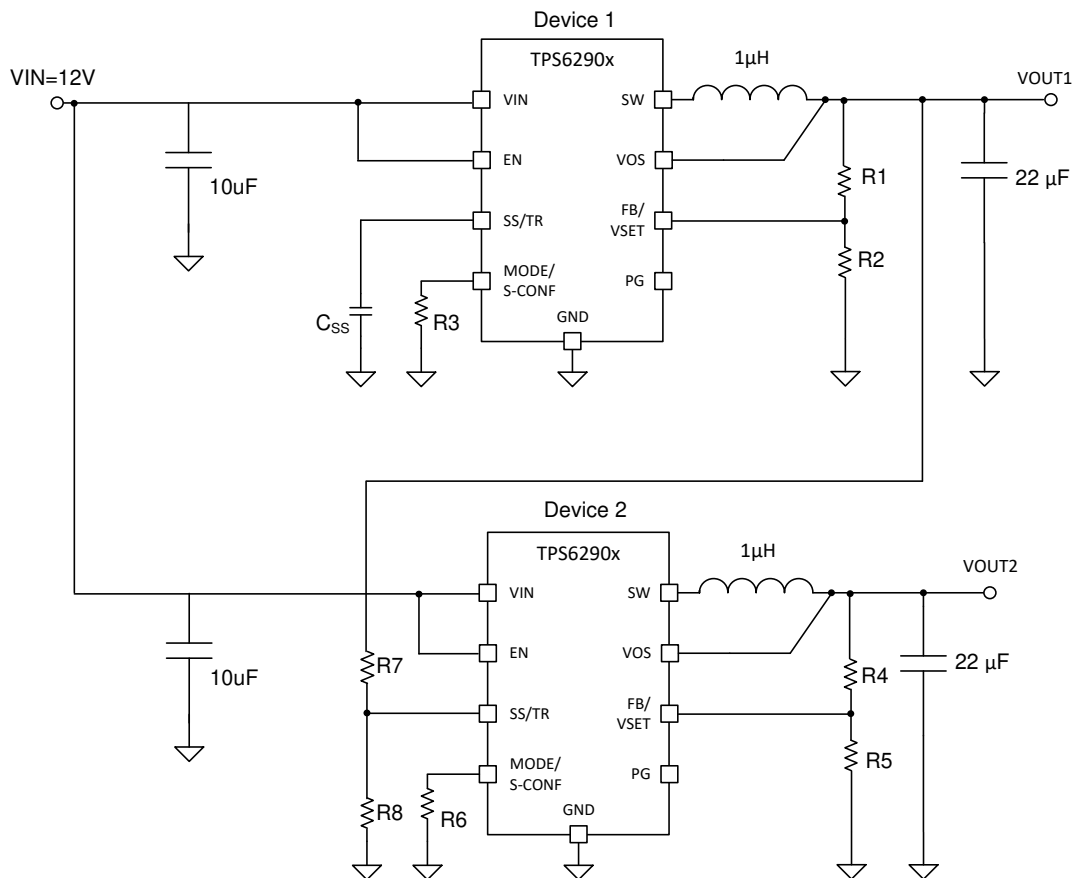 Device 1
TPS6290x
1µH
VIN=12V
VOUT1
VIN
SW
EN
VOS
10uF
R1
22 µF
SS/TR
FB/
VSET
R2
MODE/
S-CONF
PG
CSS
R3
GND
Device 2
TPS6290x
1µH
VOUT2
VIN
SW
EN
VOS
10uF
R7
R4
22 µF
SS/TR
FB/
VSET
R5
MODE/
S-CONF
PG
R8
R6
GND